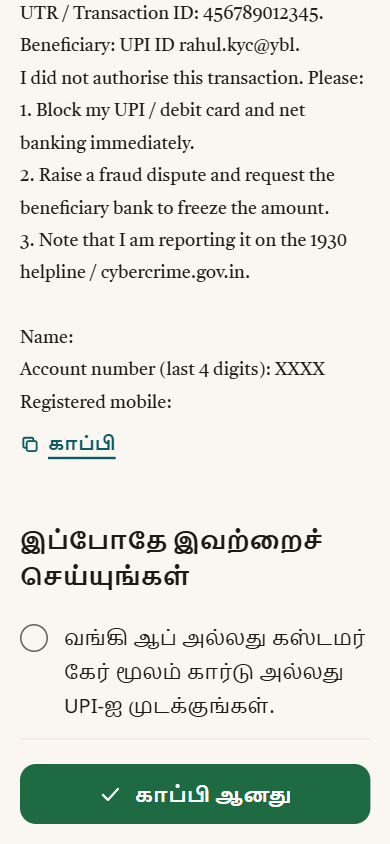 UTR / Transaction ID: 456789012345.
Beneficiary: UPI ID rahul.kyc@ybl.
I did not authorise this transaction. Please:
1. Block my UPI / debit card and net
banking immediately.
2. Raise a fraud dispute and request the
beneficiary bank to freeze the amount.
3. Note that I am reporting it on the 1930
helpline / cybercrime.gov.in.
Name:
Account number (last 4 digits): XXXX
Registered mobile:
காப்பி
இப்போதே இவற்றைச்
செய்யுங்கள்
வங்கி ஆப் அல்லது கஸ்டமர்
கேர் மூலம் கார்டு அல்லது
UPI-ஐ முடக்குங்கள்.
காப்பி ஆனது